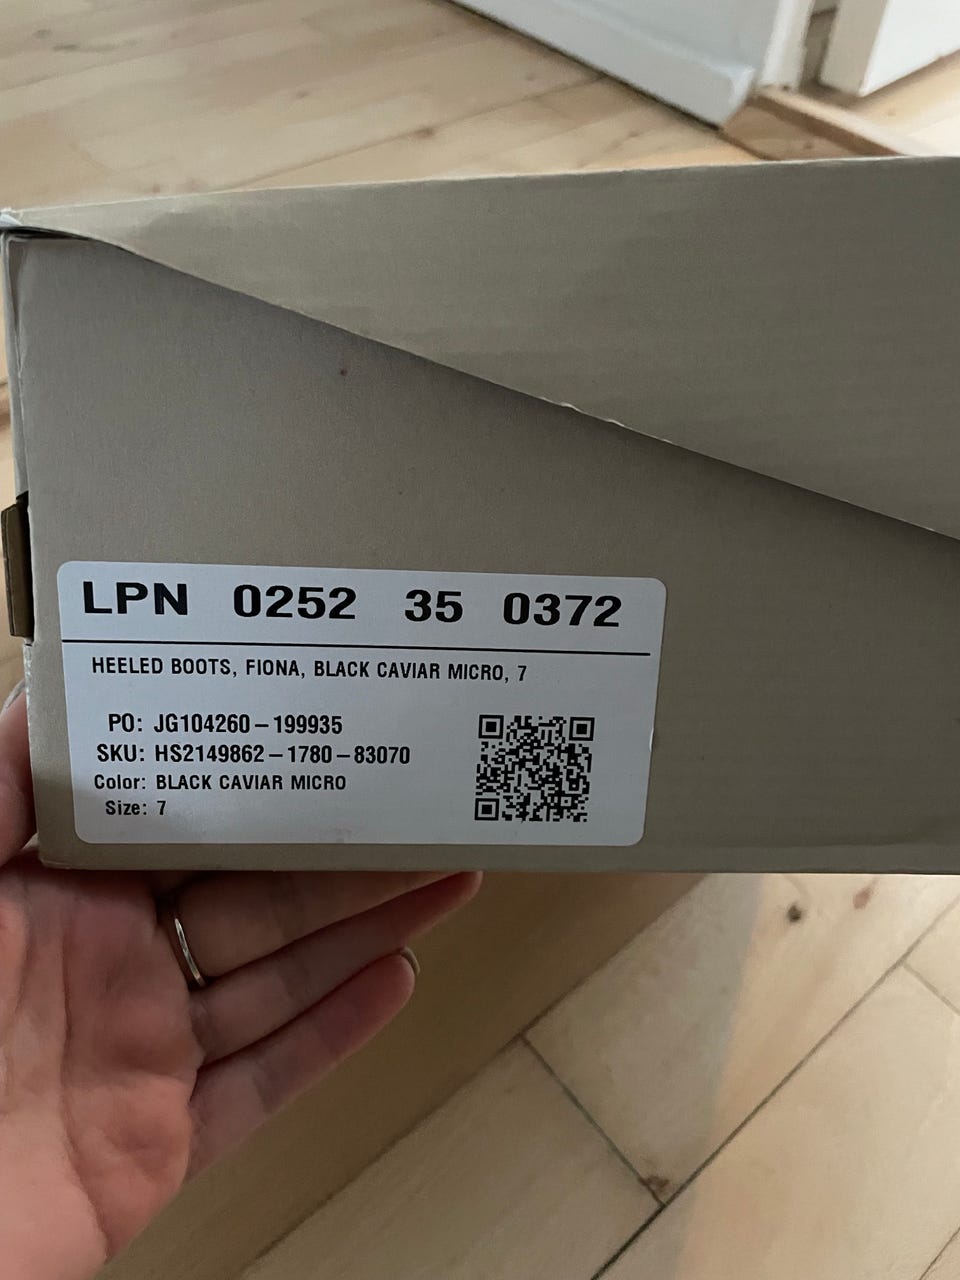 LPN 0252 35 0372
HEELED BOOTS, FIONA, BLACK CAVIAR MICRO, 7
PO: JG104260-199935
SKU: HS2149862-1780-83070
Color: BLACK CAVIAR MICRO
Size: 7